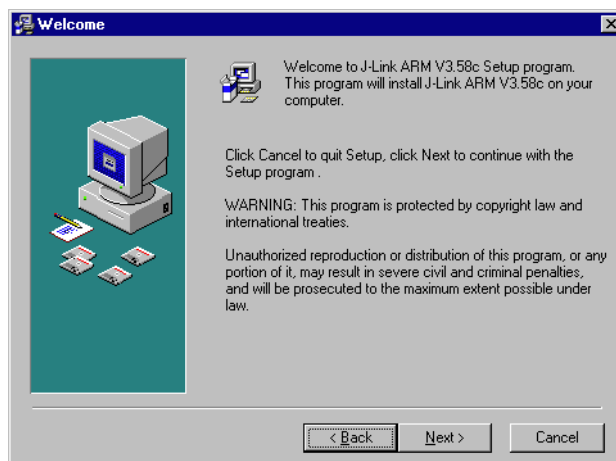 Welcome
Welcome to J-Link ARM V3.58c Setup program.
This program will install J-Link ARM V3.58c on your
computer.
Click Cancel to quit Setup, click Next to continue with the
Setup program .
WARNING: This program is protected by copyright law and
international treaties.
Unauthorized reproduction or distribution of this program, or any
portion of it, may result in severe civil and criminal penalties,
and will be prosecuted to the maximum extent possible under
law.
< Back Next > Cancel